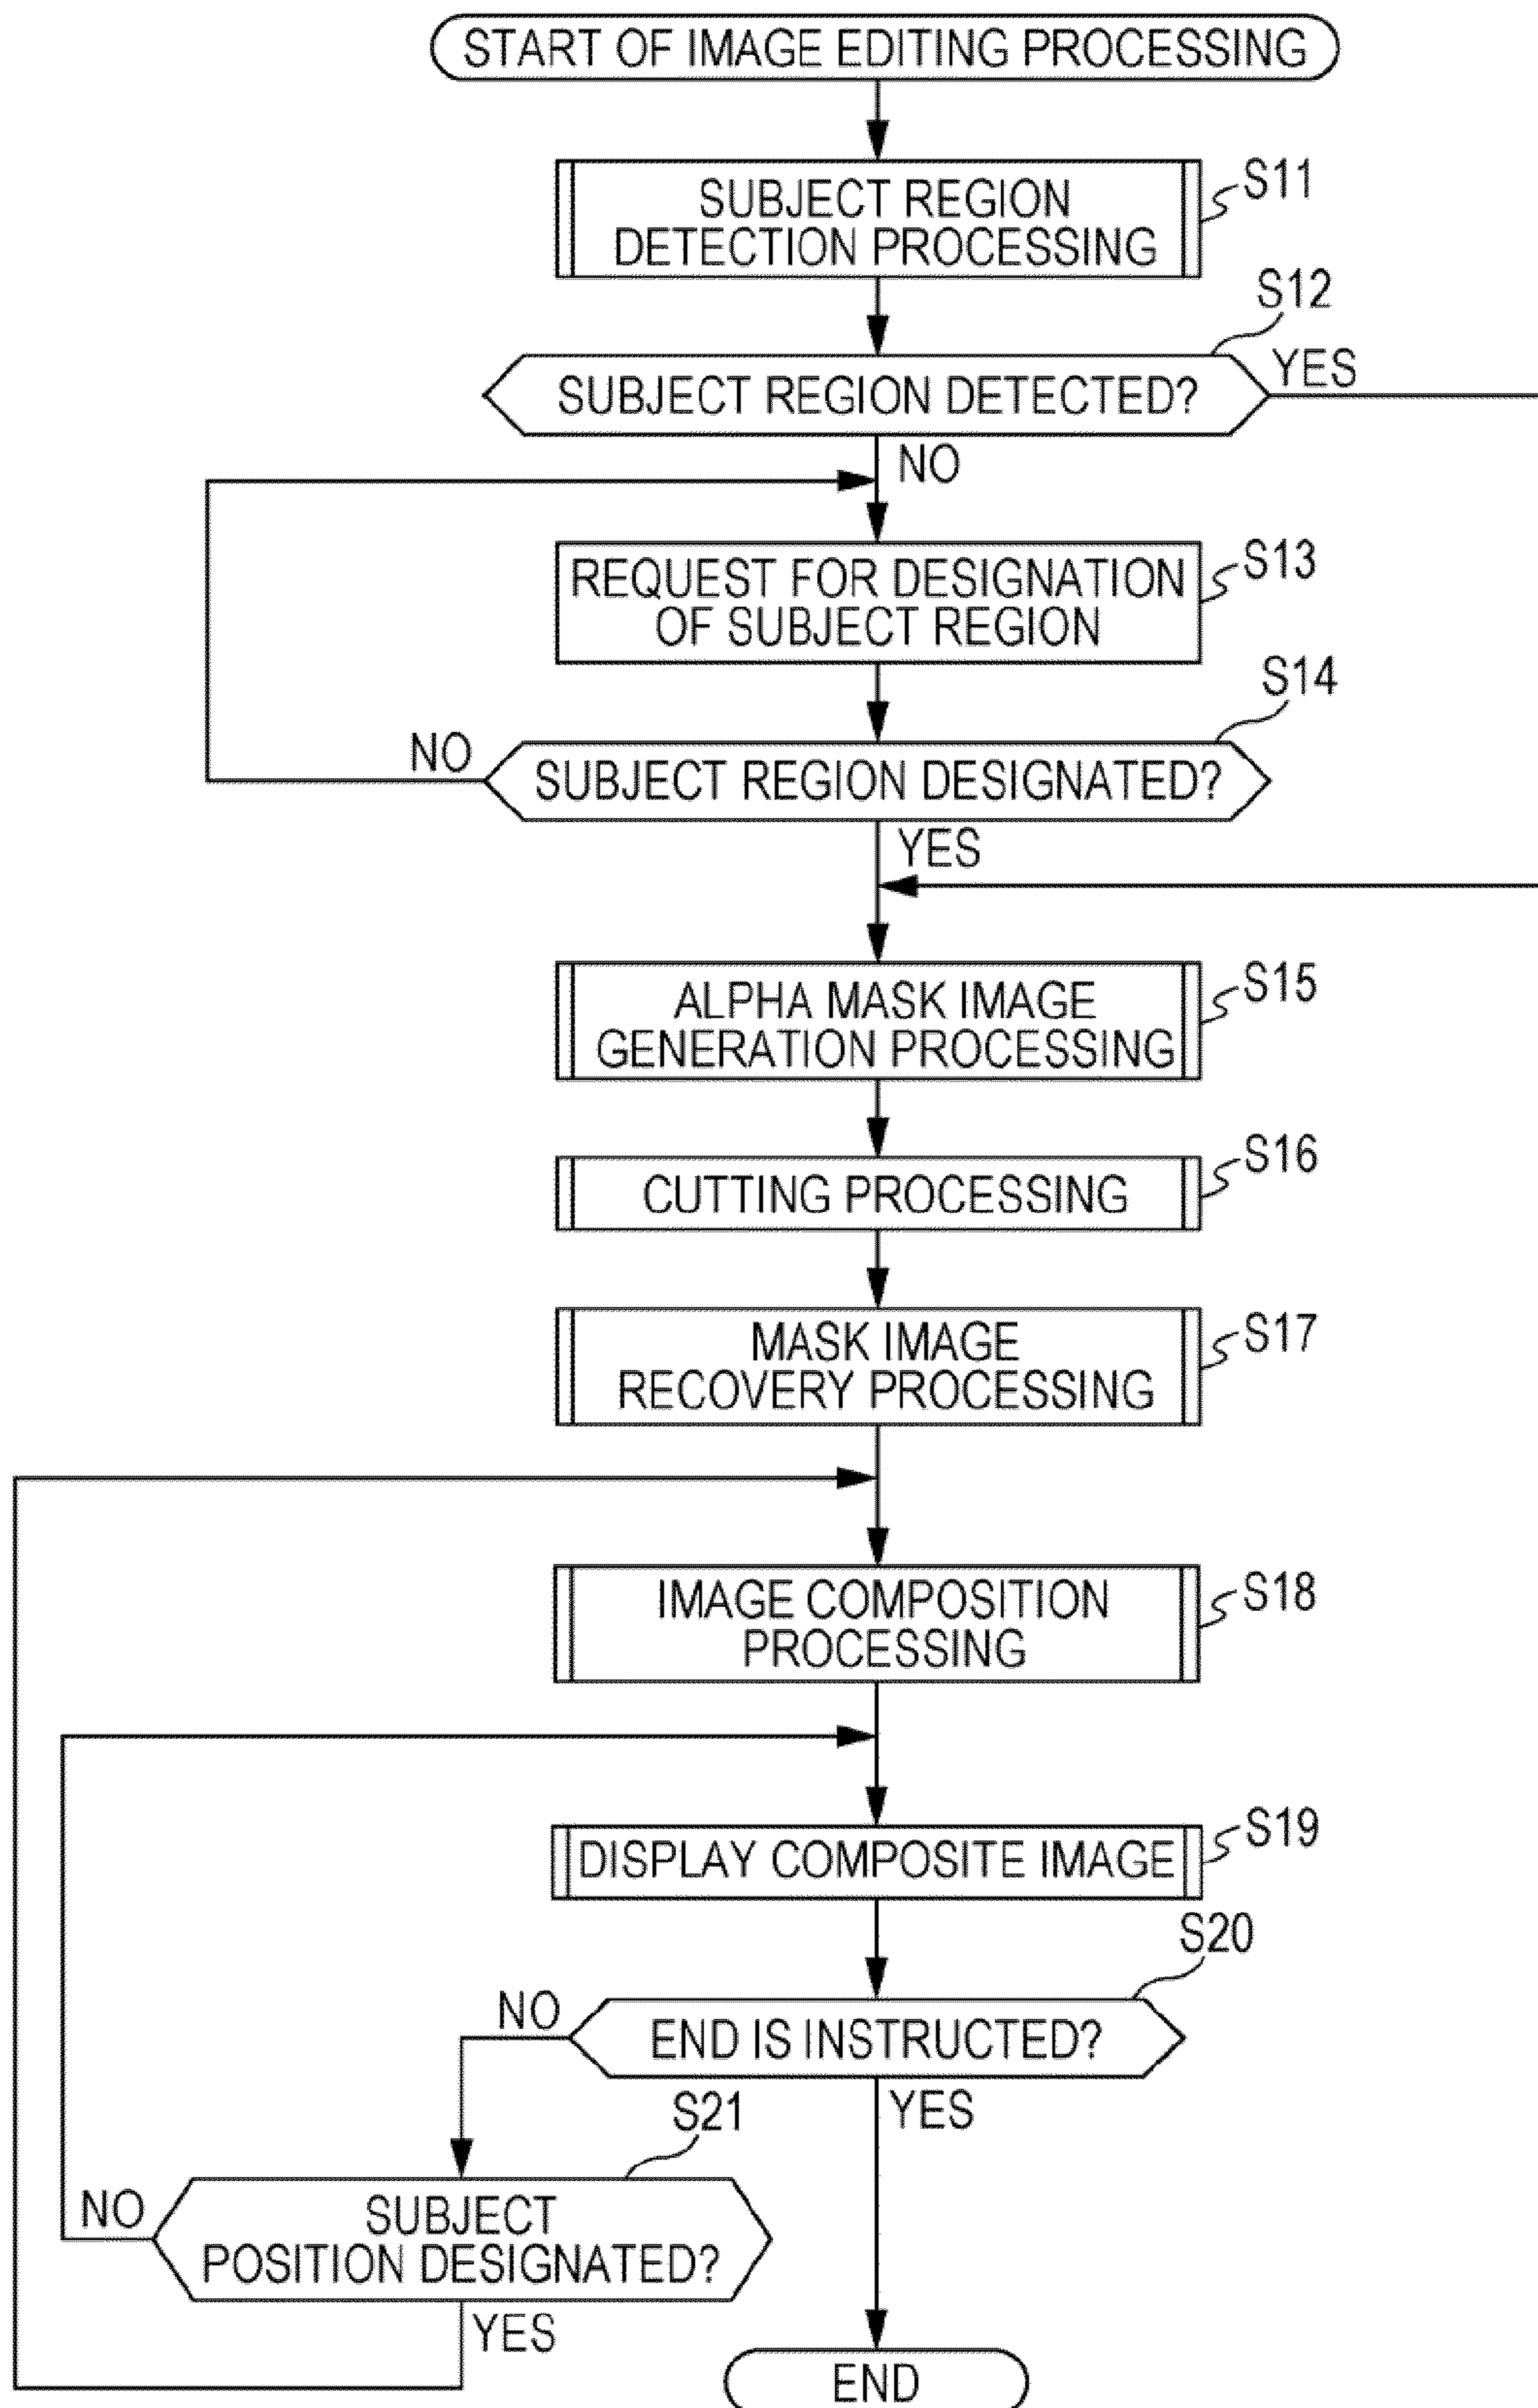 START OF IMAGE EDITING PROCESSING
SUBJECT REGION
DETECTION PROCESSING
S11
S12
SUBJECT REGION DETECTED?
YES
NO
REQUEST FOR DESIGNATION
OF SUBJECT REGION
S13
S14
NO
SUBJECT REGION DESIGNATED?
YES
ALPHA MASK IMAGE
GENERATION PROCESSING
S15
CUTTING PROCESSING
S16
MASK IMAGE
RECOVERY PROCESSING
S17
IMAGE COMPOSITION
PROCESSING
S18
DISPLAY COMPOSITE IMAGE
S19
S20
NO
END IS INSTRUCTED?
YES
S21
NO
SUBJECT
POSITION DESIGNATED?
YES
END